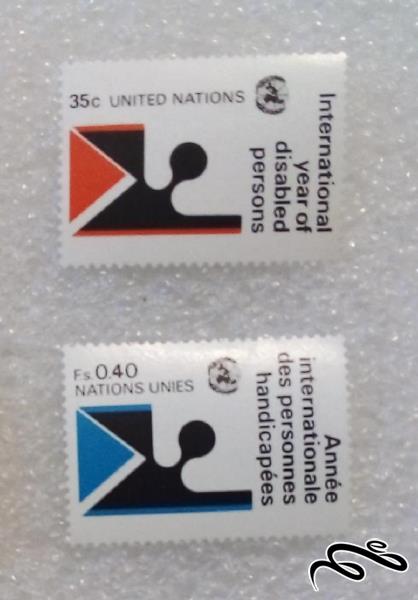 35c UNITED NATIONS
International
year of
disabled
persons
Fs.0.40
NATIONS UNIES
Année
internationale
des personnes
handicapées